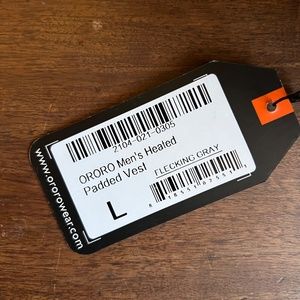 2104-021-0305
ORORO Men's Heated
Padded Vest
L
FLECKING GRAY
www.ororowear.com